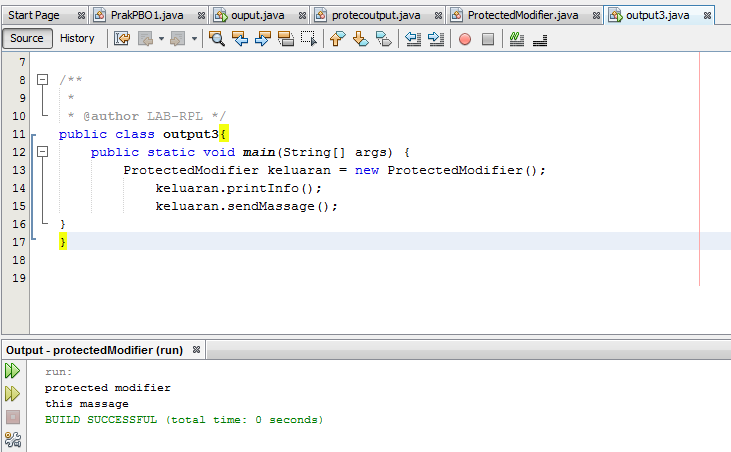 Start Page PrakPBO1.java ouput.java protecoutput.java ProtectedModifier.java output3.java
Source History
7
8 /**
9 *
10 * @author LAB-RPL */
11 public class output3{
12 public static void main(String[] args) {
13 ProtectedModifier keluaran = new ProtectedModifier();
14 keluaran.printInfo();
15 keluaran.sendMassage();
16 }
17 }
18
19
Output - protectedModifier (run)
run:
protected modifier
this massage
BUILD SUCCESSFUL (total time: 0 seconds)